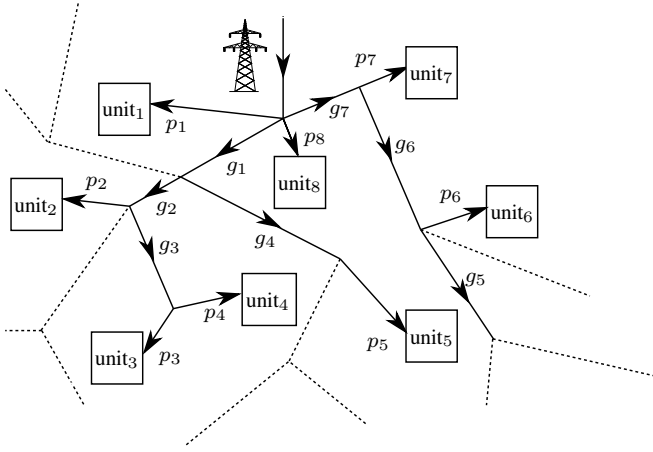 p₇
unit₇
unit₁
p₁
g₇
p₈
g₁
g₆
unit₈
p₂
unit₂
g₂
p₆
unit₆
g₄
g₃
g₅
p₄
unit₄
unit₃
p₃
p₅
unit₅